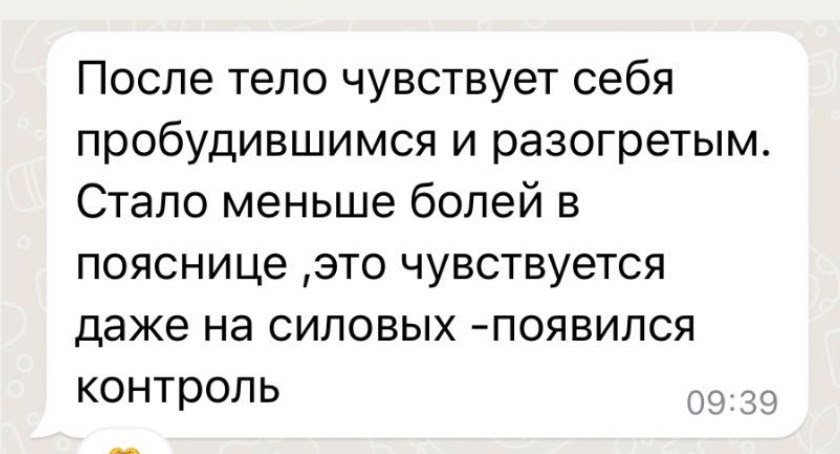 После тело чувствует себя
пробудившимся и разогретым.
Стало меньше болей в
пояснице ,это чувствуется
даже на силовых -появился
контроль
09:39